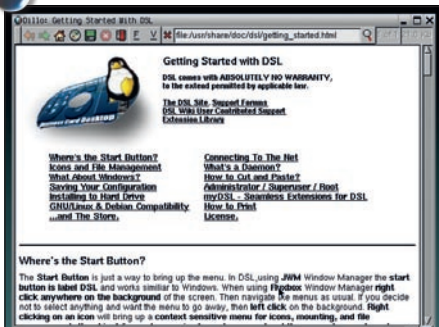 Dillo: Getting Started With DSL
file:/usr/share/doc/dsl/getting_started.html
Getting Started with DSL
DSL comes with ABSOLUTELY NO WARRANTY,
to the extend permitted by applicable law.
The DSL Site, Support Forums
DSL Wiki User Contributed Support
Extension Library
Where's the Start Button?
Icons and File Management
What About Windows?
Saving Your Configuration
Installing to Hard Drive
GNU/Linux & Debian Compatibility
...and The Store.
Connecting To The Net
What's a Daemon?
How to Cut and Paste?
Administrator / Superuser / Root
myDSL - Seamless Extensions for DSL
How to Print
License.
Where's the Start Button?
The Start Button is just a way to bring up the menu. In DSL,using JWM Window Manager the start
button is label DSL and works similiar to Windows. When using Fluxbox Window Manager right
click anywhere on the background of the screen. Then navigate the menus as usual. If you decide
not to select anything and want the menu to go away, then left click on the background. Right
clicking on an icon will bring up a context sensitive menu for icons, mounting, and file